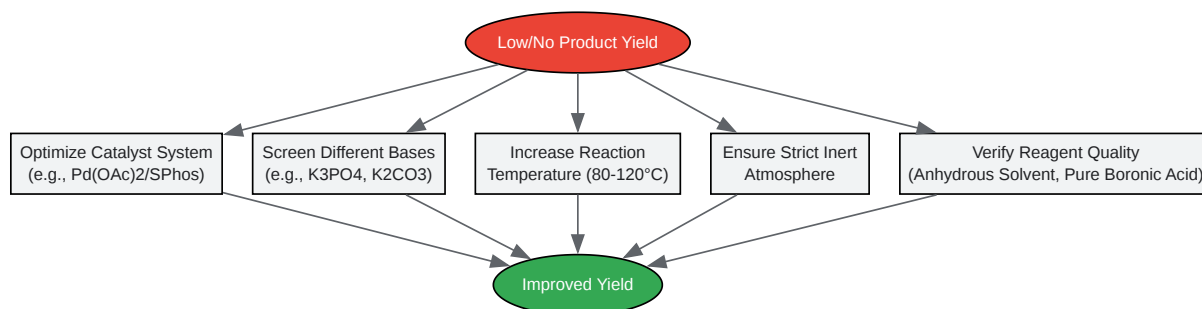 Low/No Product Yield
Optimize Catalyst System
(e.g., Pd(OAc)2/SPhos)
Screen Different Bases
(e.g., K3PO4, K2CO3)
Increase Reaction
Temperature (80-120°C)
Ensure Strict Inert
Atmosphere
Verify Reagent Quality
(Anhydrous Solvent, Pure Boronic Acid)
Improved Yield